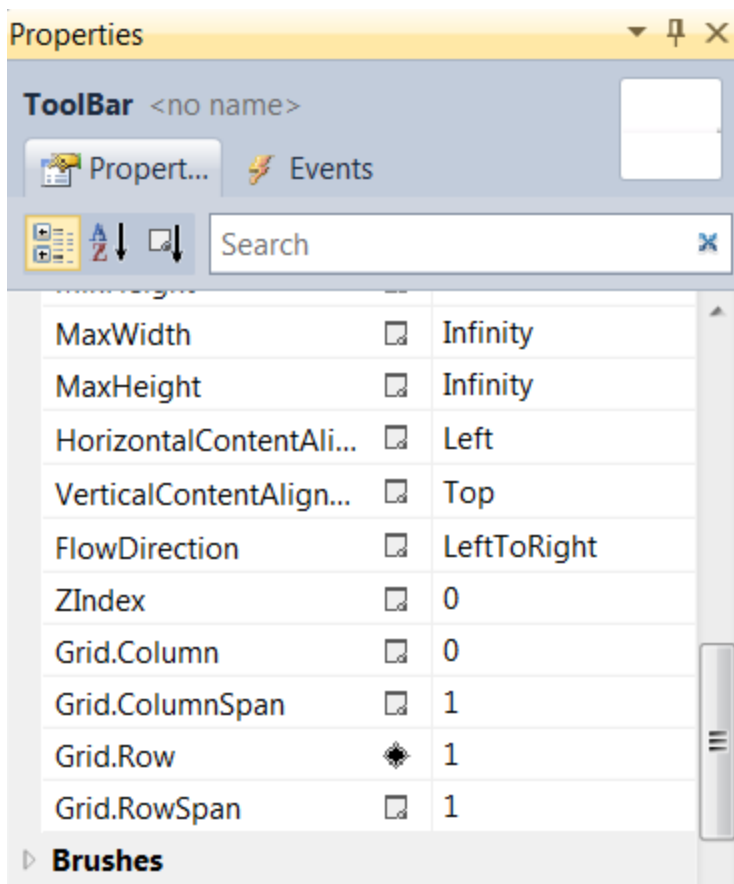 Properties
ToolBar <no name>
Propert... Events
Search
MaxWidth Infinity
MaxHeight Infinity
HorizontalContentAli... Left
VerticalContentAlign... Top
FlowDirection LeftToRight
ZIndex 0
Grid.Column 0
Grid.ColumnSpan 1
Grid.Row 1
Grid.RowSpan 1
Brushes